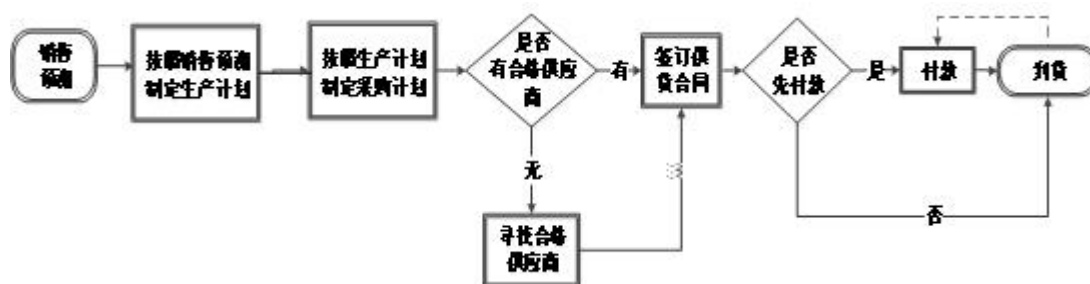 销售
预测
按照销售预测
制定生产计划
按照生产计划
制定采购计划
是否
有合格供应
商
有
签订供
货合同
是否
先付款
是
付款
到货
无
寻找合格
供应商
否